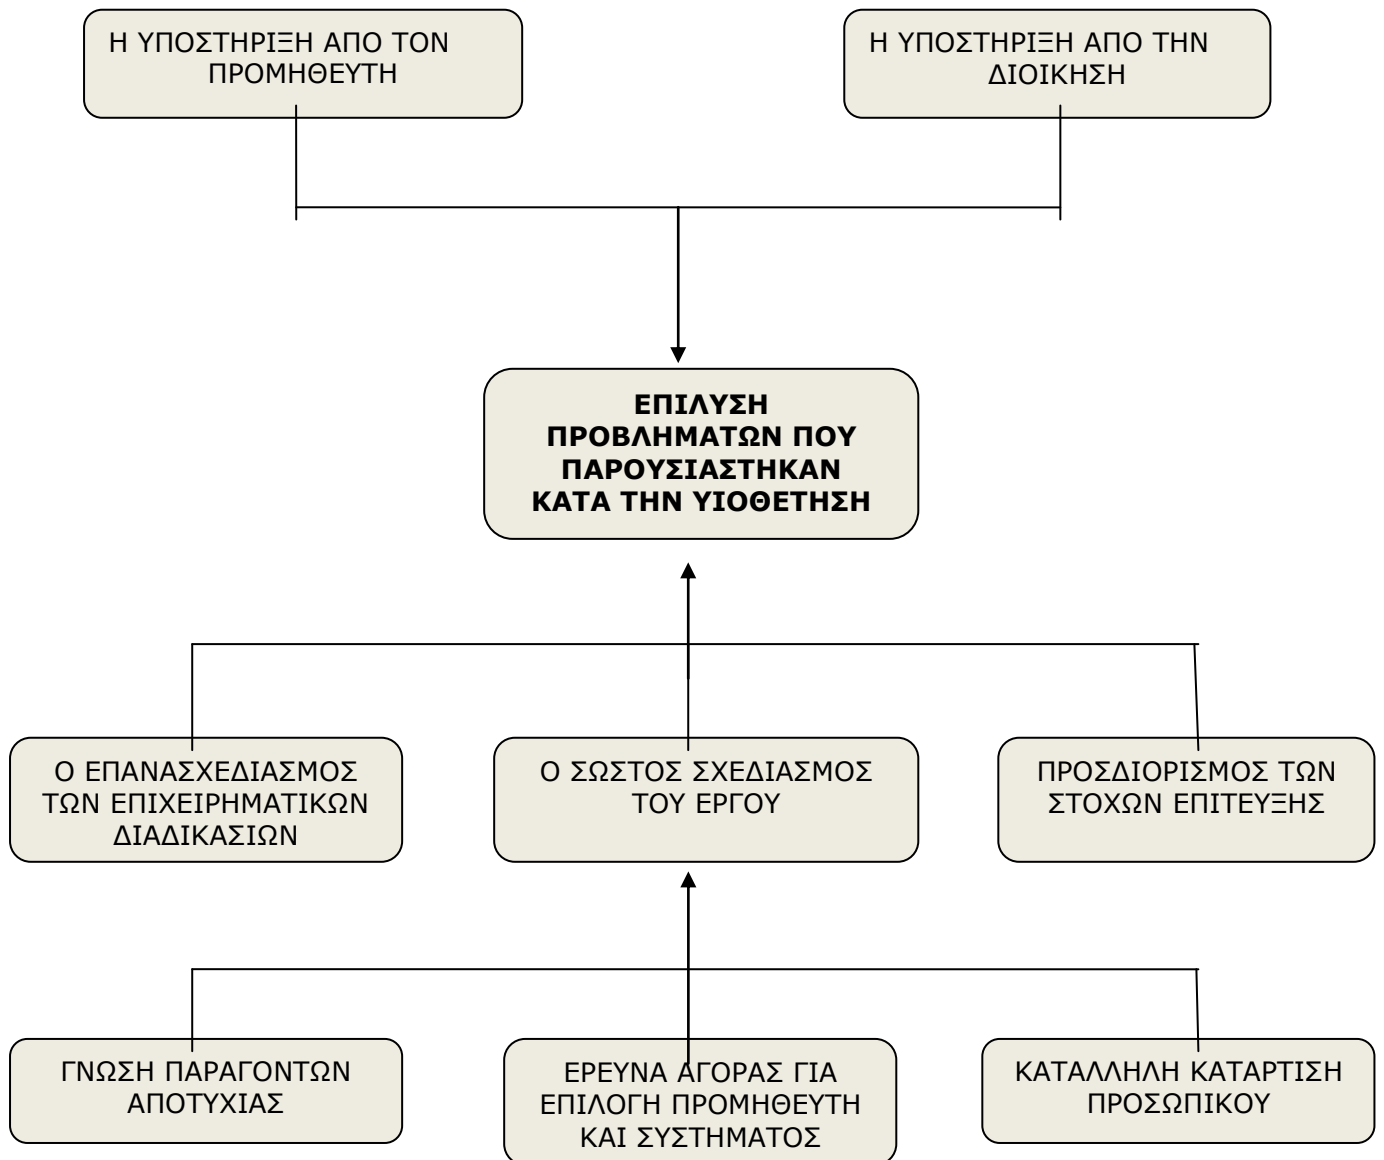 Η ΥΠΟΣΤΗΡΙΞΗ ΑΠΟ ΤΟΝ
ΠΡΟΜΗΘΕΥΤΗ
Η ΥΠΟΣΤΗΡΙΞΗ ΑΠΟ ΤΗΝ
ΔΙΟΙΚΗΣΗ
ΕΠΙΛΥΣΗ
ΠΡΟΒΛΗΜΑΤΩΝ ΠΟΥ
ΠΑΡΟΥΣΙΑΣΤΗΚΑΝ
ΚΑΤΑ ΤΗΝ ΥΙΟΘΕΤΗΣΗ
Ο ΕΠΑΝΑΣΧΕΔΙΑΣΜΟΣ
ΤΩΝ ΕΠΙΧΕΙΡΗΜΑΤΙΚΩΝ
ΔΙΑΔΙΚΑΣΙΩΝ
Ο ΣΩΣΤΟΣ ΣΧΕΔΙΑΣΜΟΣ
ΤΟΥ ΕΡΓΟΥ
ΠΡΟΣΔΙΟΡΙΣΜΟΣ ΤΩΝ
ΣΤΟΧΩΝ ΕΠΙΤΕΥΞΗΣ
ΓΝΩΣΗ ΠΑΡΑΓΟΝΤΩΝ
ΑΠΟΤΥΧΙΑΣ
ΕΡΕΥΝΑ ΑΓΟΡΑΣ ΓΙΑ
ΕΠΙΛΟΓΗ ΠΡΟΜΗΘΕΥΤΗ
ΚΑΙ ΣΥΣΤΗΜΑΤΟΣ
ΚΑΤΑΛΛΗΛΗ ΚΑΤΑΡΤΙΣΗ
ΠΡΟΣΩΠΙΚΟΥ